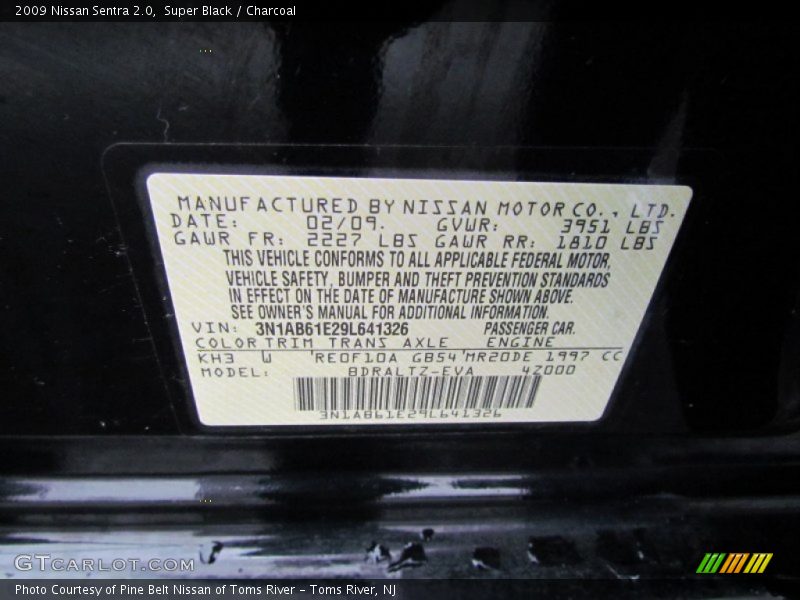 2009 Nissan Sentra 2.0,  Super Black / Charcoal
MANUFACTURED BY NISSAN MOTOR CO., LTD.
DATE: 02/09. GVWR: 3951 LBS
GAWR FR: 2227 LBS GAWR RR: 1810 LBS
THIS VEHICLE CONFORMS TO ALL APPLICABLE FEDERAL MOTOR,
VEHICLE SAFETY, BUMPER AND THEFT PREVENTION STANDARDS
IN EFFECT ON THE DATE OF MANUFACTURE SHOWN ABOVE.
SEE OWNER'S MANUAL FOR ADDITIONAL INFORMATION.
VIN: 3N1AB61E29L641326 PASSENGER CAR.
COLOR TRIM TRANS AXLE ENGINE
KH3 W 'RE0F10A GB54'MR20DE 1997 CC
MODEL: BDRALTZ-EVA 4Z000
3N1AB61E29L641326
GTCARLOT.COM
Photo Courtesy of Pine Belt Nissan of Toms River – Toms River, NJ